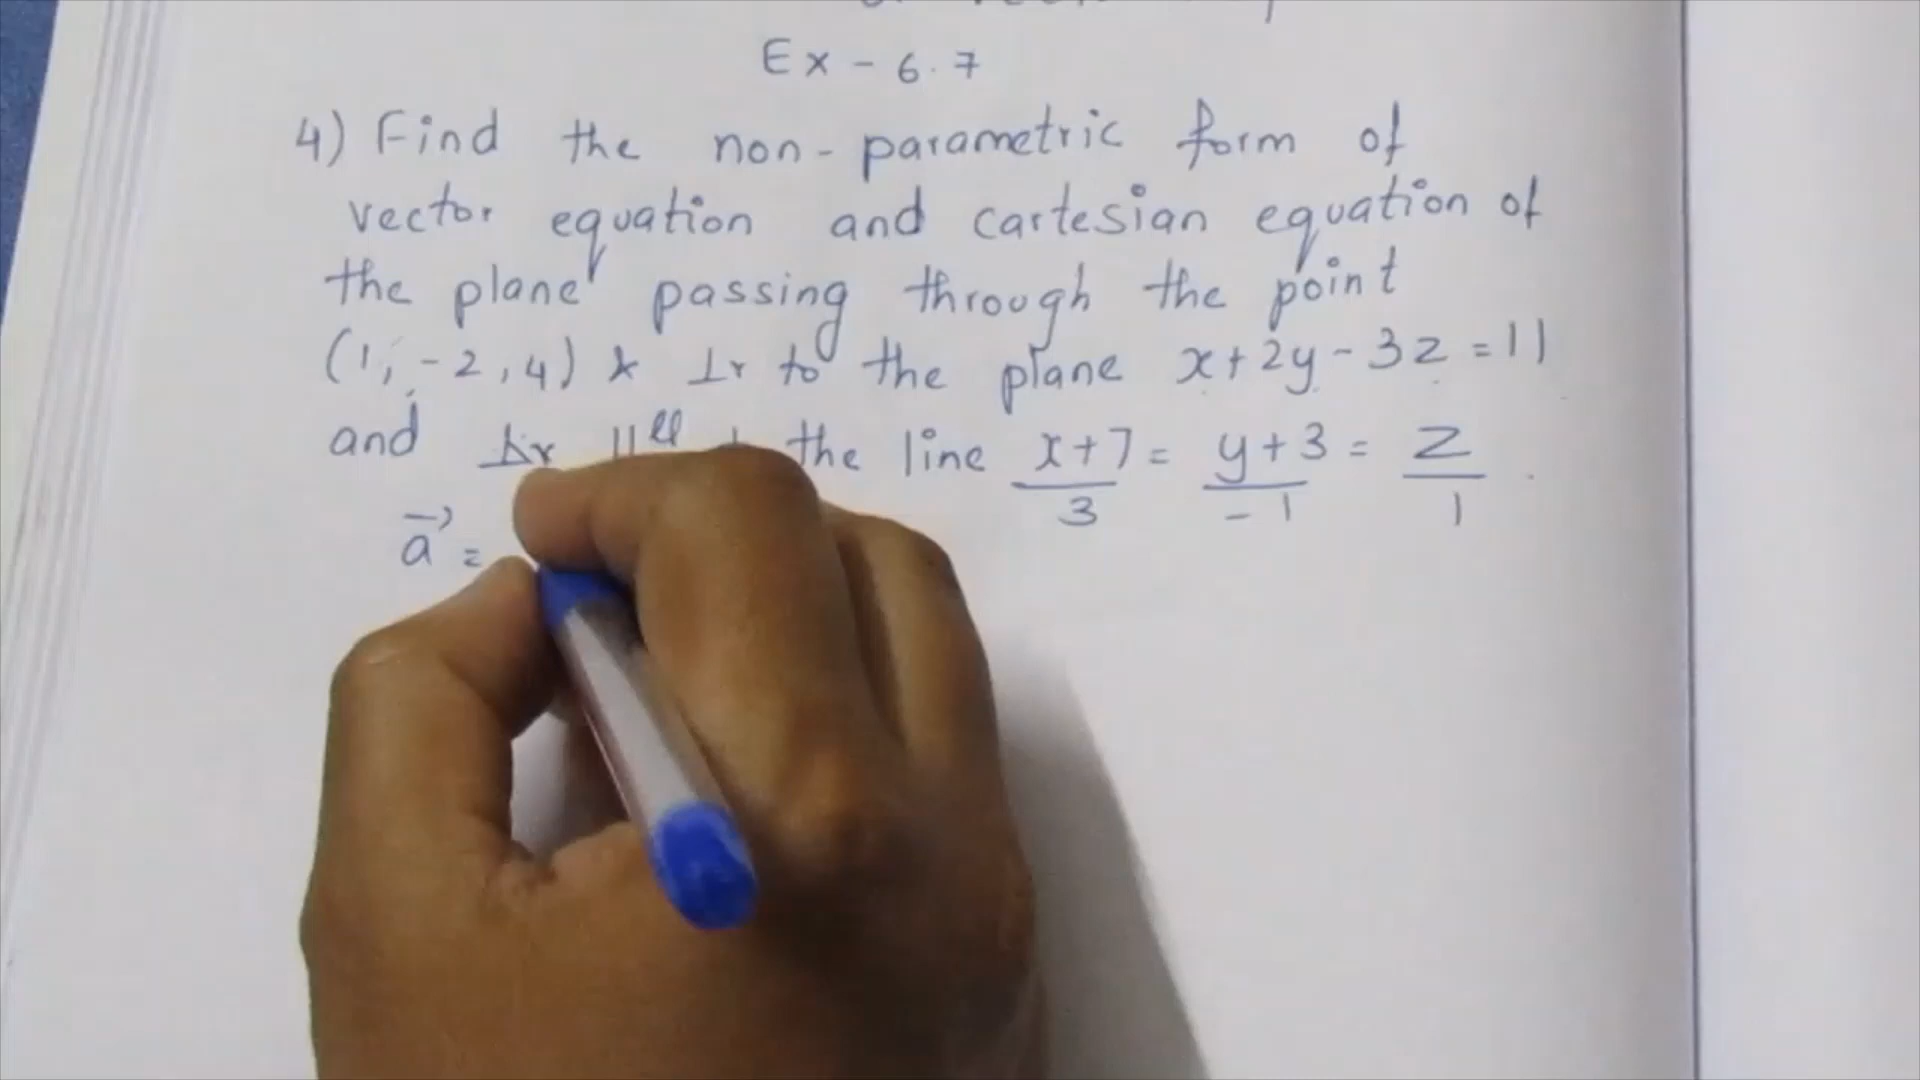 Ex - 6.7
4) Find the non-parametric form of
vector equation and cartesian equation of
the plane passing through the point
(1, -2, 4) & ⊥r to the plane x+2y-3z=11
and ||el the line x+7/3 = y+3/-1 = z/1
a⃗ =